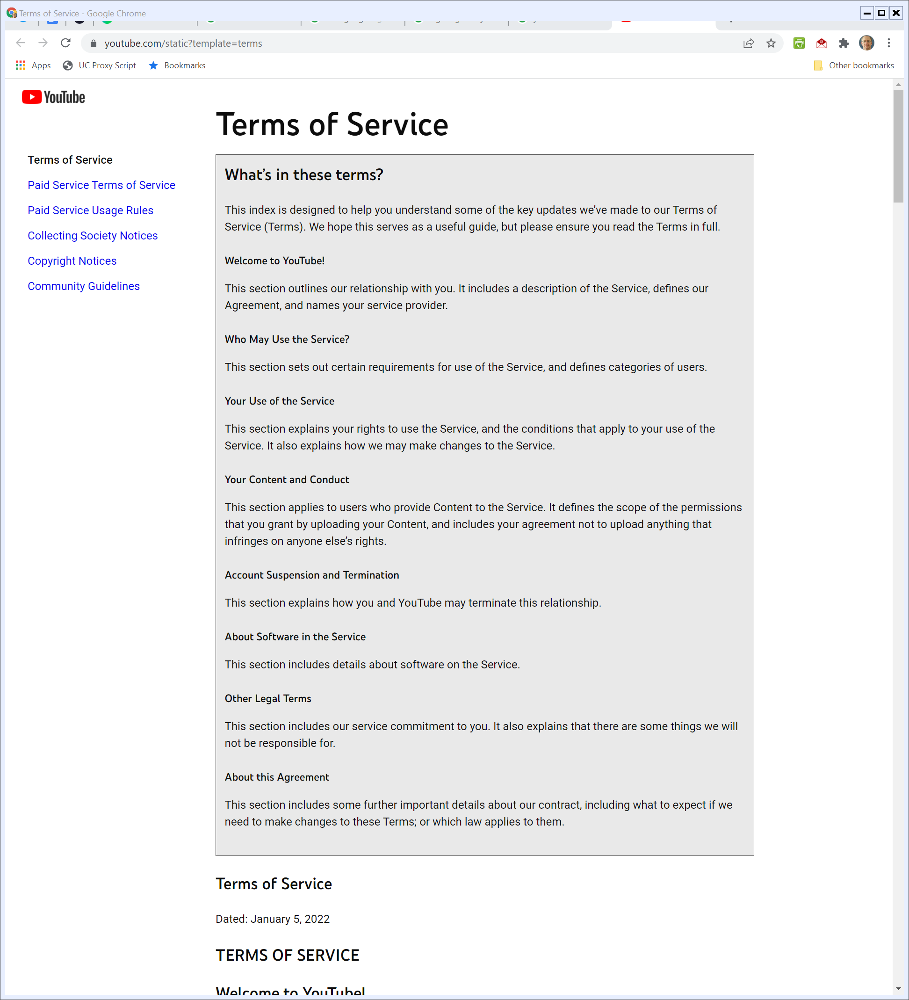 Terms of Service - Google Chrome
youtube.com/static?template=terms
Apps UC Proxy Script Bookmarks Other bookmarks
YouTube
Terms of Service
Terms of Service
Paid Service Terms of Service
Paid Service Usage Rules
Collecting Society Notices
Copyright Notices
Community Guidelines
What’s in these terms?
This index is designed to help you understand some of the key updates we’ve made to our Terms of
Service (Terms). We hope this serves as a useful guide, but please ensure you read the Terms in full.
Welcome to YouTube!
This section outlines our relationship with you. It includes a description of the Service, defines our
Agreement, and names your service provider.
Who May Use the Service?
This section sets out certain requirements for use of the Service, and defines categories of users.
Your Use of the Service
This section explains your rights to use the Service, and the conditions that apply to your use of the
Service. It also explains how we may make changes to the Service.
Your Content and Conduct
This section applies to users who provide Content to the Service. It defines the scope of the permissions
that you grant by uploading your Content, and includes your agreement not to upload anything that
infringes on anyone else’s rights.
Account Suspension and Termination
This section explains how you and YouTube may terminate this relationship.
About Software in the Service
This section includes details about software on the Service.
Other Legal Terms
This section includes our service commitment to you. It also explains that there are some things we will
not be responsible for.
About this Agreement
This section includes some further important details about our contract, including what to expect if we
need to make changes to these Terms; or which law applies to them.
Terms of Service
Dated: January 5, 2022
TERMS OF SERVICE
Welcome to YouTube!